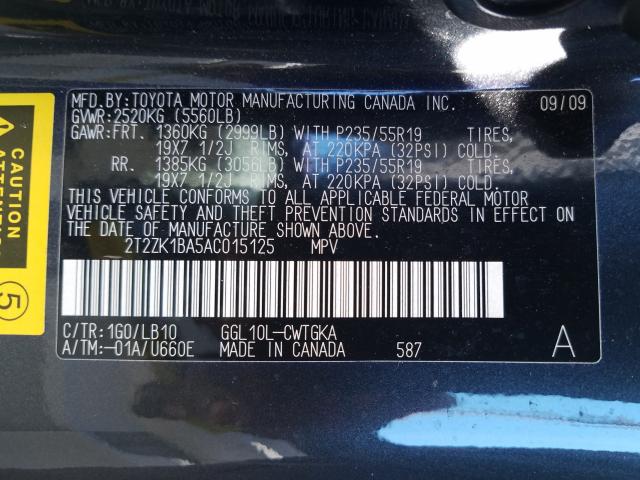 MFD.BY:TOYOTA MOTOR MANUFACTURING CANADA INC. 09/09
GVWR:2520KG (5560LB)
GAWR:FRT. 1360KG (2999LB) WITH P235/55R19 TIRES,
19X7 1/2J RIMS, AT 220KPA (32PSI) COLD.
RR. 1385KG (3056LB) WITH P235/55R19 TIRES,
19X7 1/2J RIMS, AT 220KPA (32PSI) COLD.
THIS VEHICLE CONFORMS TO ALL APPLICABLE FEDERAL MOTOR
VEHICLE SAFETY AND THEFT PREVENTION STANDARDS IN EFFECT ON
THE DATE OF MANUFACTURE SHOWN ABOVE.
2T2ZK1BA5AC015125 MPV
C/TR:1G0/LB10 GGL10L-CWTGKA
A/TM:-01A/U660E MADE IN CANADA 587 A
CAUTION
5